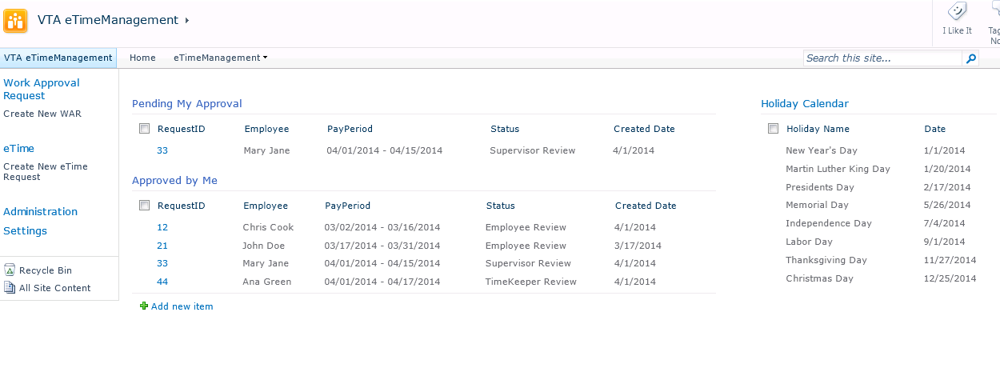 VTA eTimeManagement
I Like It
VTA eTimeManagement Home eTimeManagement Search this site...
Work Approval
Request
Create New WAR
eTime
Create New eTime
Request
Administration
Settings
Recycle Bin
All Site Content
Pending My Approval
RequestID Employee PayPeriod Status Created Date
33 Mary Jane 04/01/2014 - 04/15/2014 Supervisor Review 4/1/2014
Approved by Me
RequestID Employee PayPeriod Status Created Date
12 Chris Cook 03/02/2014 - 03/16/2014 Employee Review 4/1/2014
21 John Doe 03/17/2014 - 03/31/2014 Employee Review 3/17/2014
33 Mary Jane 04/01/2014 - 04/15/2014 Supervisor Review 4/1/2014
44 Ana Green 04/01/2014 - 04/17/2014 TimeKeeper Review 4/1/2014
Add new item
Holiday Calendar
Holiday Name Date
New Year's Day 1/1/2014
Martin Luther King Day 1/20/2014
Presidents Day 2/17/2014
Memorial Day 5/26/2014
Independence Day 7/4/2014
Labor Day 9/1/2014
Thanksgiving Day 11/27/2014
Christmas Day 12/25/2014